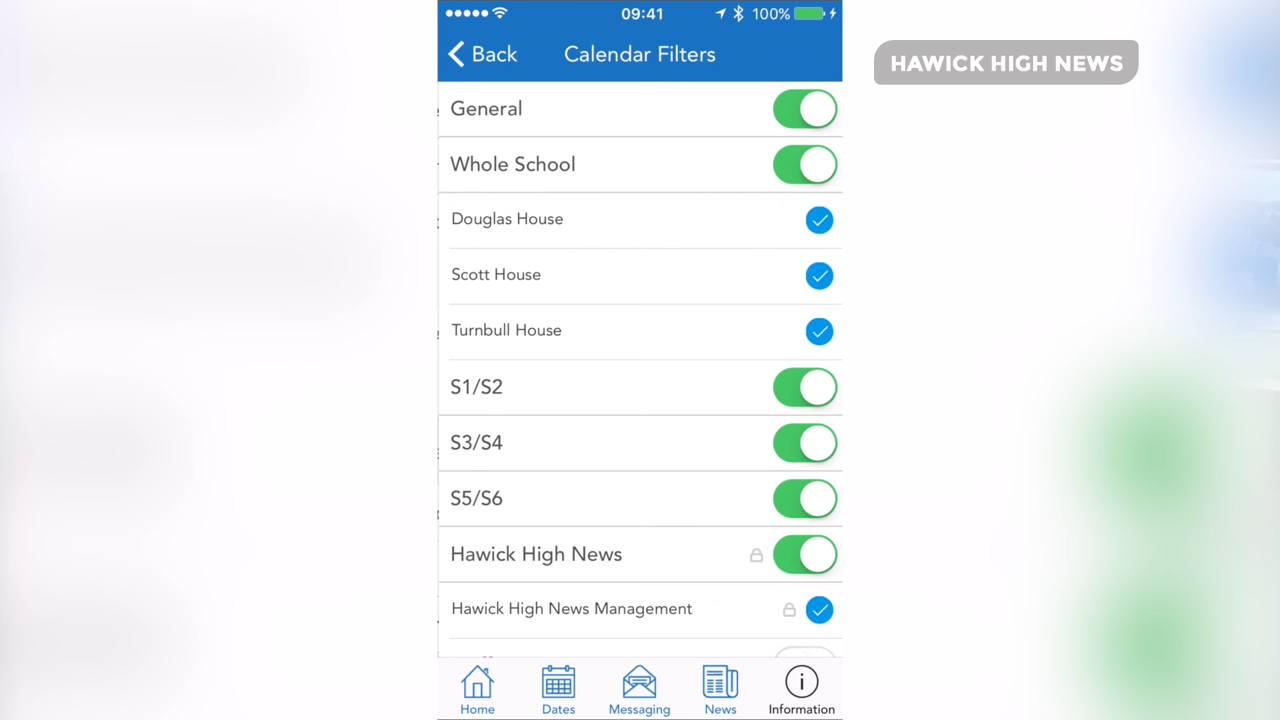 09:41
100%
Back
Calendar Filters
HAWICK HIGH NEWS
General
Whole School
Douglas House
Scott House
Turnbull House
S1/S2
S3/S4
S5/S6
Hawick High News
Hawick High News Management
Home
Dates
Messaging
News
Information